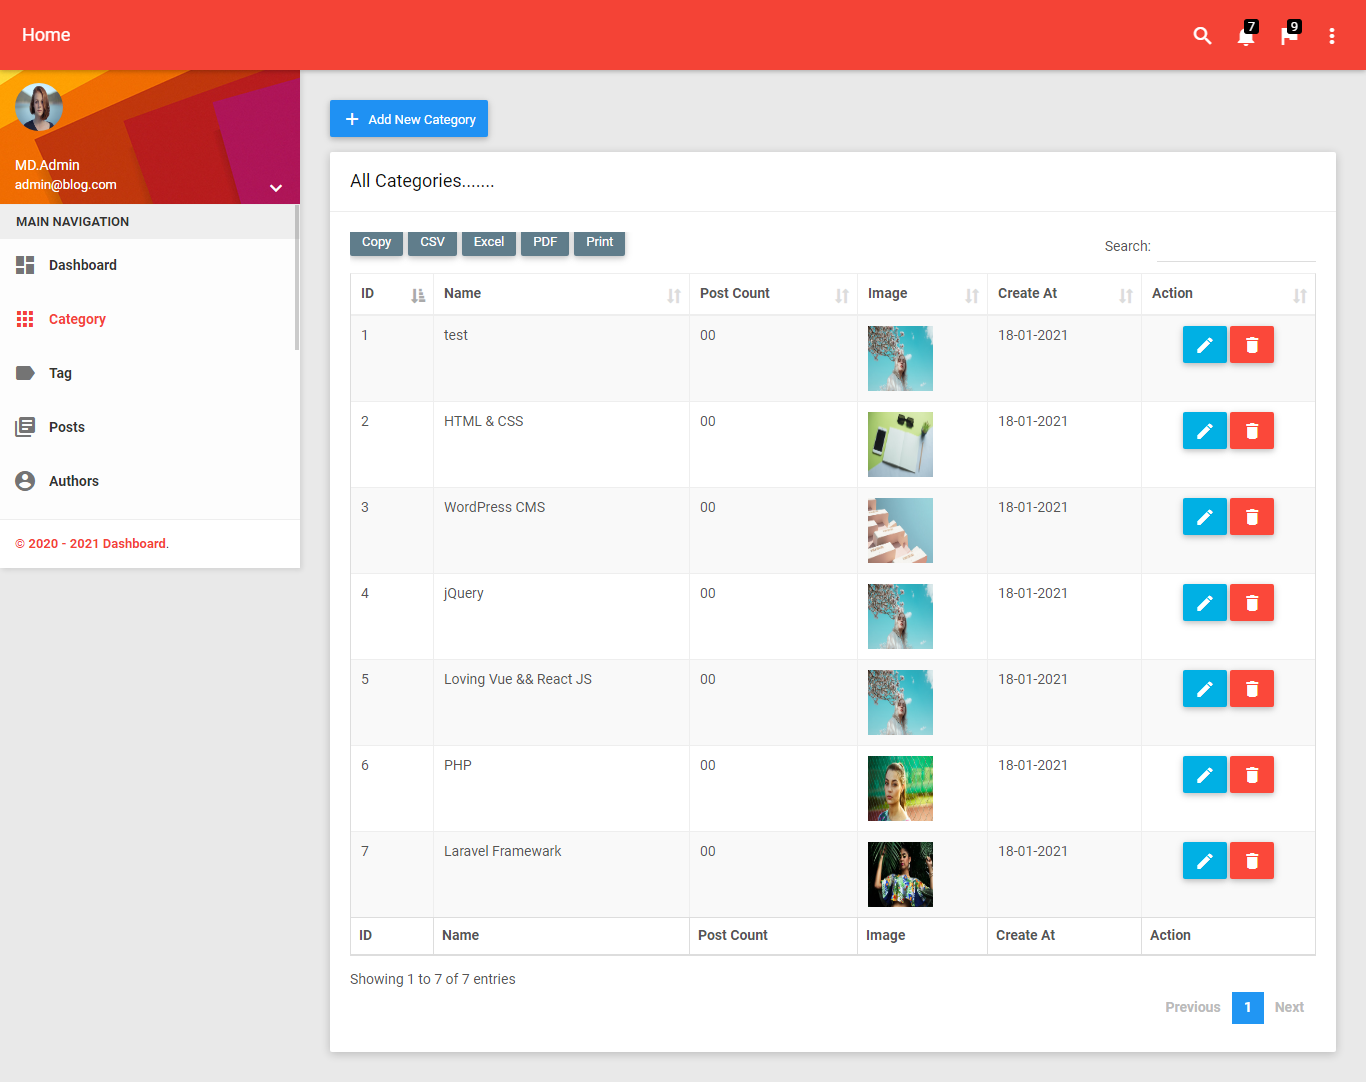 Home
7
9
MD.Admin
admin@blog.com
MAIN NAVIGATION
Dashboard
Category
Tag
Posts
Authors
© 2020 - 2021 Dashboard.
Add New Category
All Categories.......
Copy CSV Excel PDF Print
Search:
ID Name Post Count Image Create At Action
1 test 00 18-01-2021
2 HTML & CSS 00 18-01-2021
3 WordPress CMS 00 18-01-2021
4 jQuery 00 18-01-2021
5 Loving Vue && React JS 00 18-01-2021
6 PHP 00 18-01-2021
7 Laravel Framewark 00 18-01-2021
ID Name Post Count Image Create At Action
Showing 1 to 7 of 7 entries
Previous 1 Next